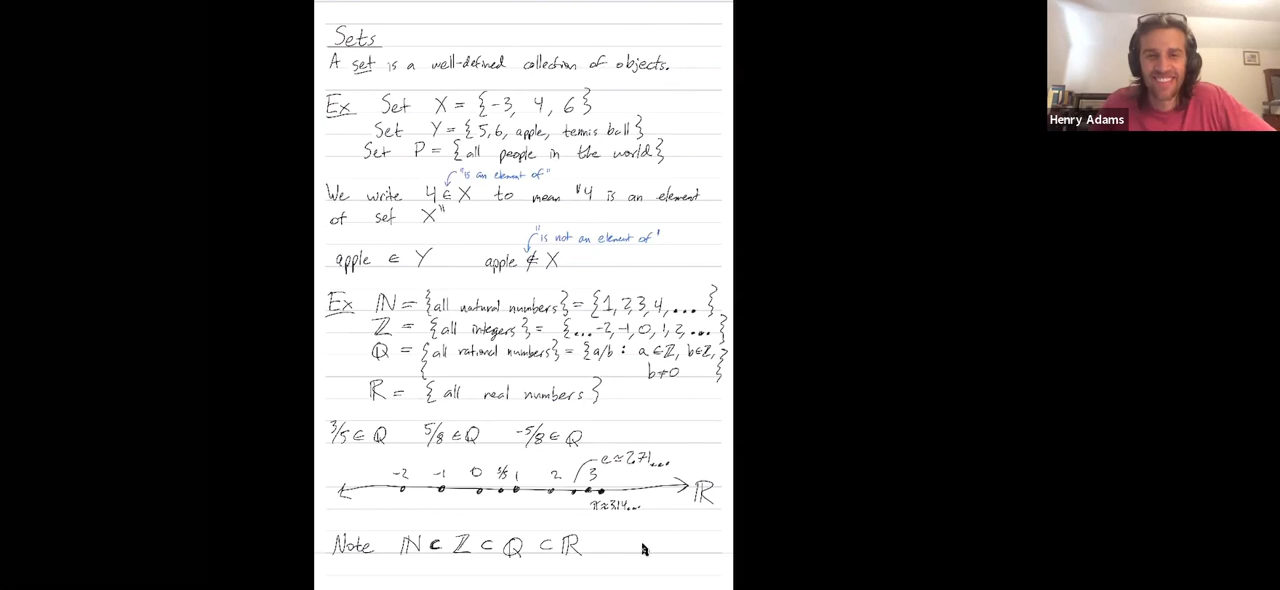 Sets
A set is a well-defined collection of objects.
Ex Set X = {-3, 4, 6}
Set Y = {5, 6, apple, tennis ball}
Set P = {all people in the world}
"is an element of"
We write 4 ∈ X to mean "4 is an element
of set X"
"is not an element of"
apple ∈ Y apple ∉ X
Ex ℕ = {all natural numbers} = {1, 2, 3, 4, ...}
ℤ = {all integers} = {... -2, -1, 0, 1, 2, ...}
ℚ = {all rational numbers} = {a/b : a ∈ ℤ, b ∈ ℤ,
b≠0}
ℝ = {all real numbers}
3/5 ∈ ℚ 5/8 ∈ ℚ -5/8 ∈ ℚ
e ≈ 2.71...
-2 -1 0 3/5 1 2 3
ℝ
π ≈ 3.14...
Note ℕ ⊂ ℤ ⊂ ℚ ⊂ ℝ
Henry Adams